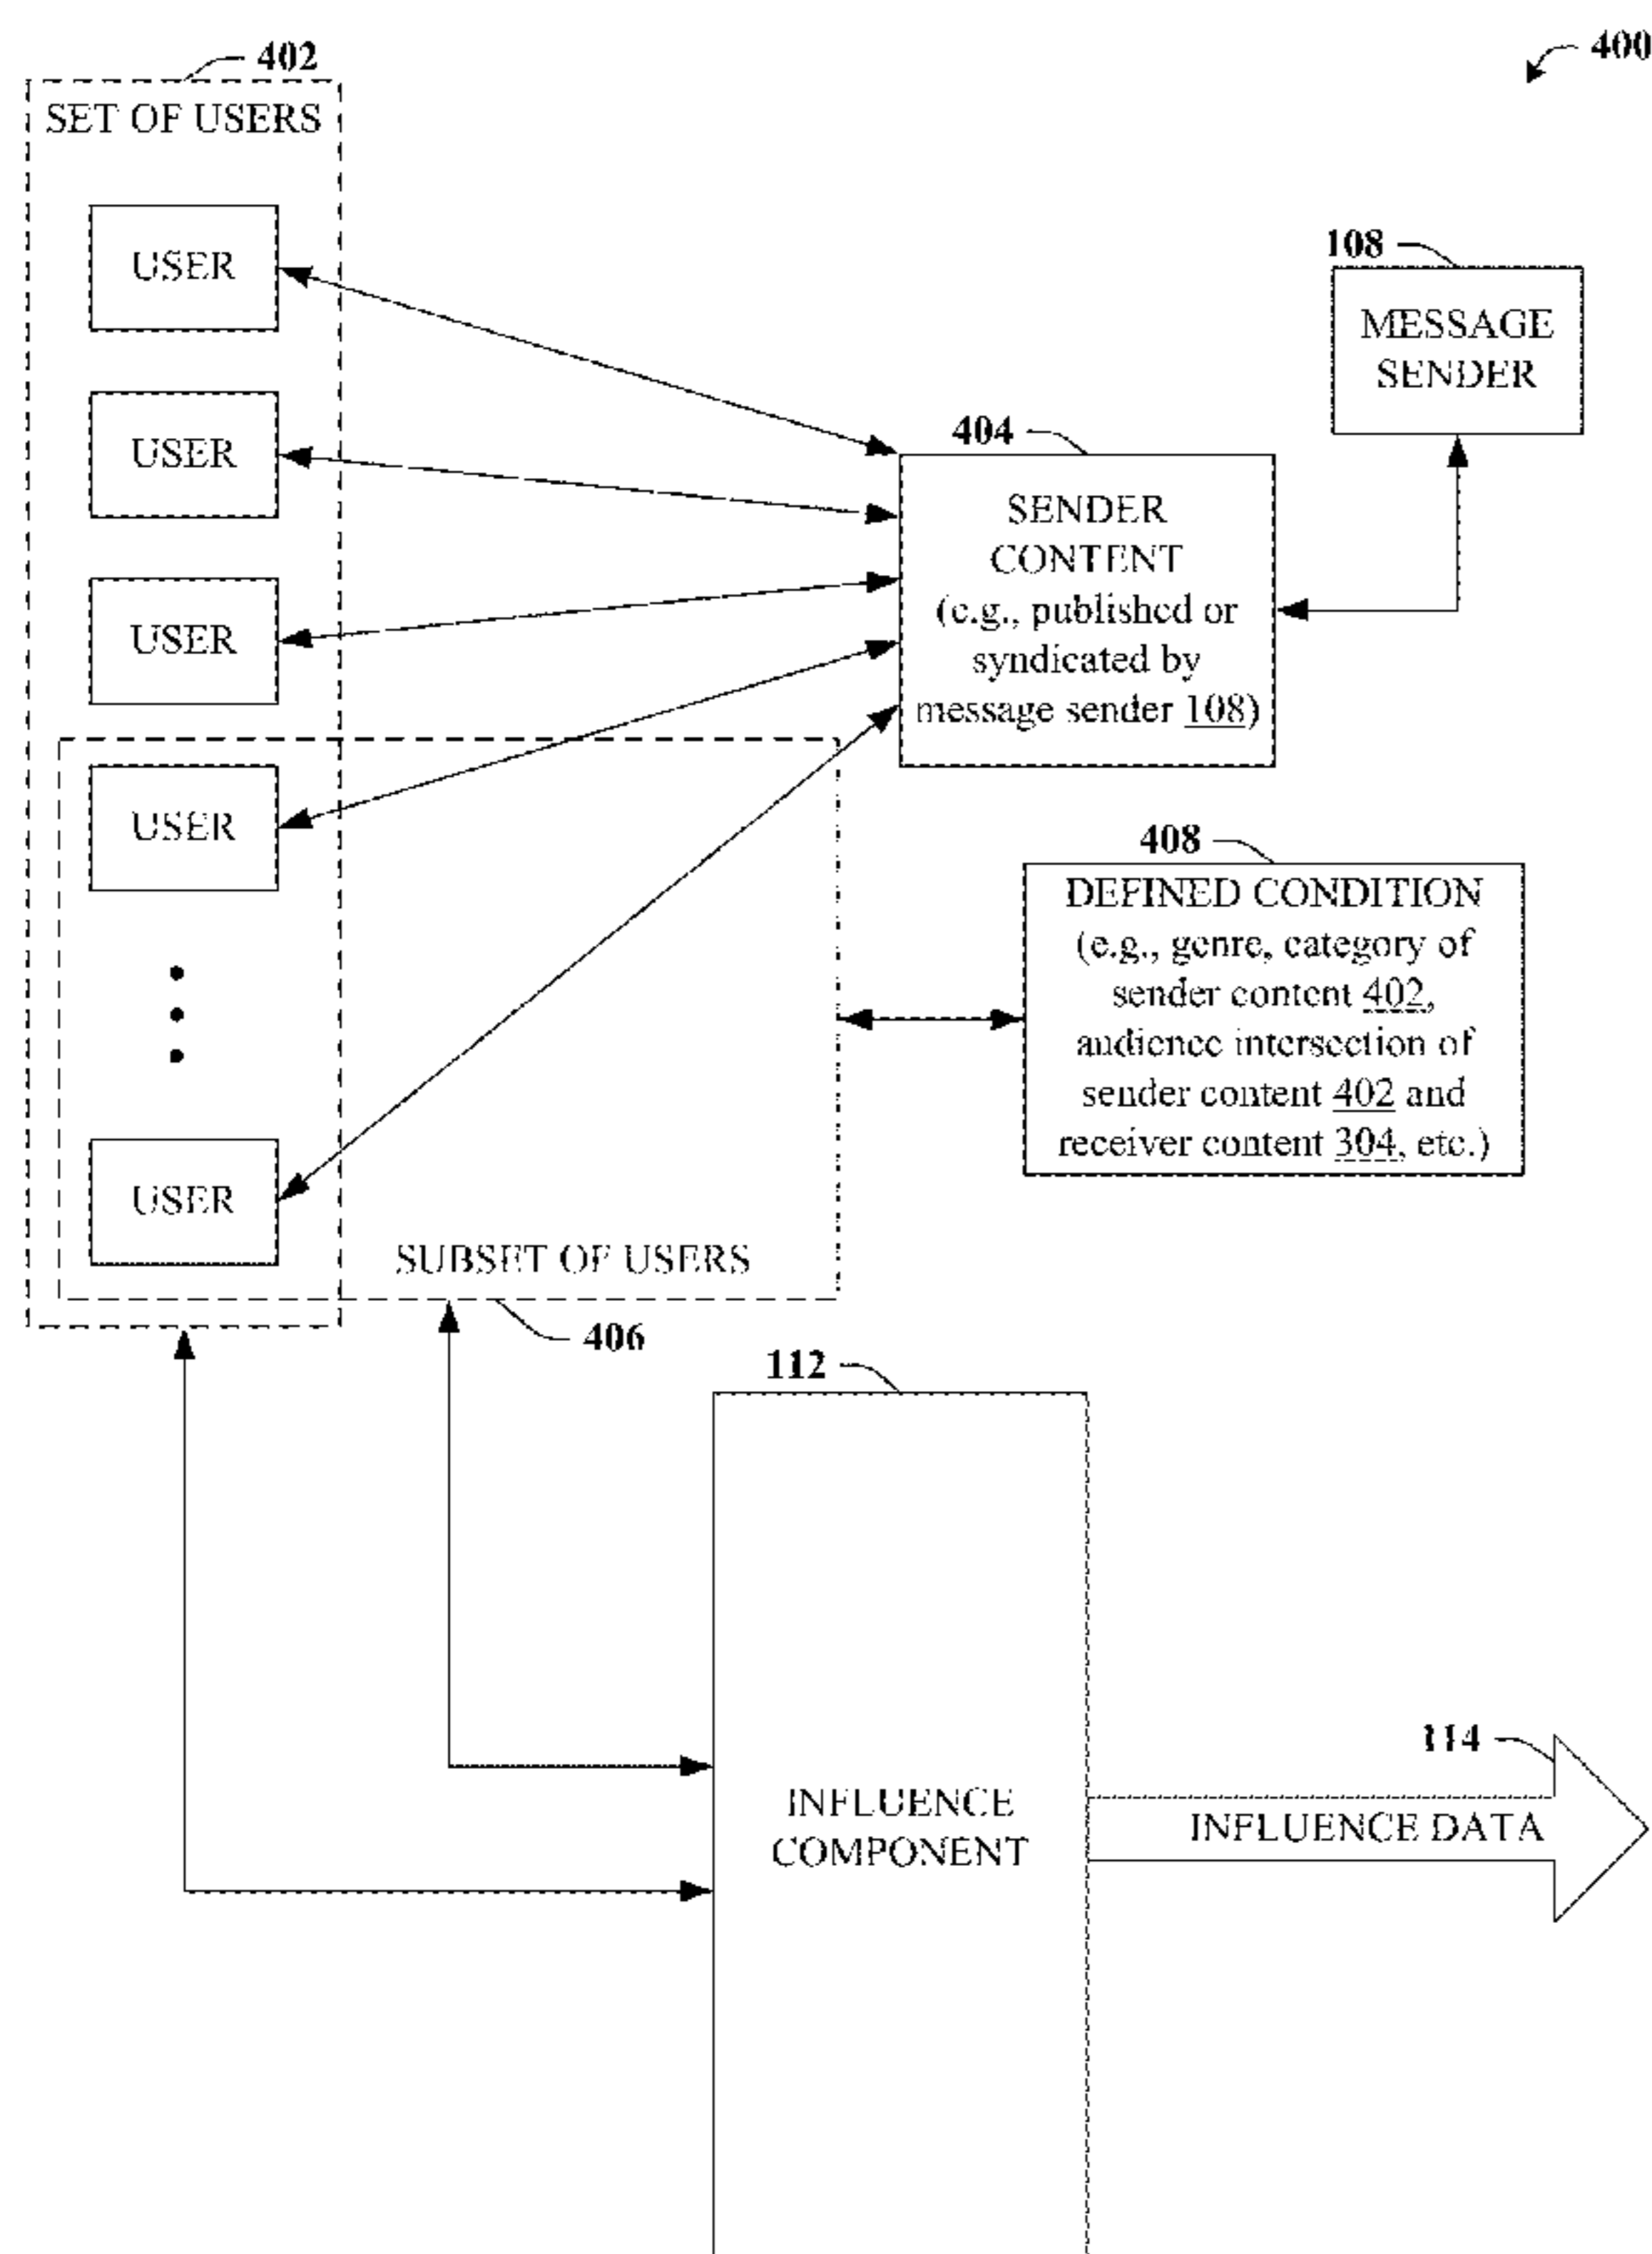 400
402
SET OF USERS
USER
USER
USER
USER
USER
SUBSET OF USERS
406
108
MESSAGE
SENDER
404
SENDER
CONTENT
(e.g., published or
syndicated by
message sender 108)
408
DEFINED CONDITION
(e.g., genre, category of
sender content 402,
audience intersection of
sender content 402 and
receiver content 304, etc.)
112
INFLUENCE
COMPONENT
114
INFLUENCE DATA